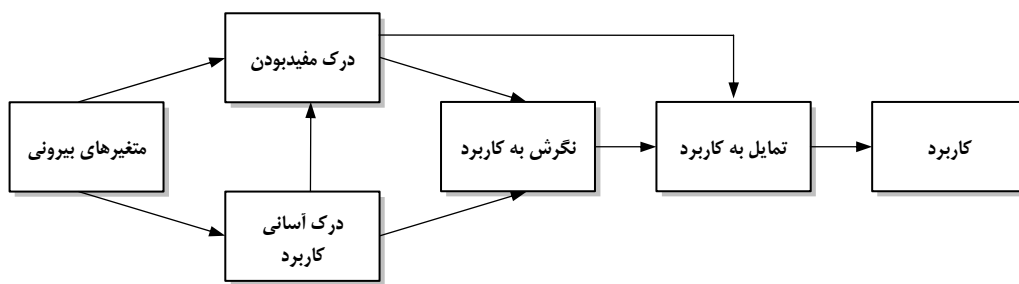 درک مفیدبودن
متغیرهای بیرونی
نگرش به کاربرد
تمایل به کاربرد
کاربرد
درک آسانی
کاربرد